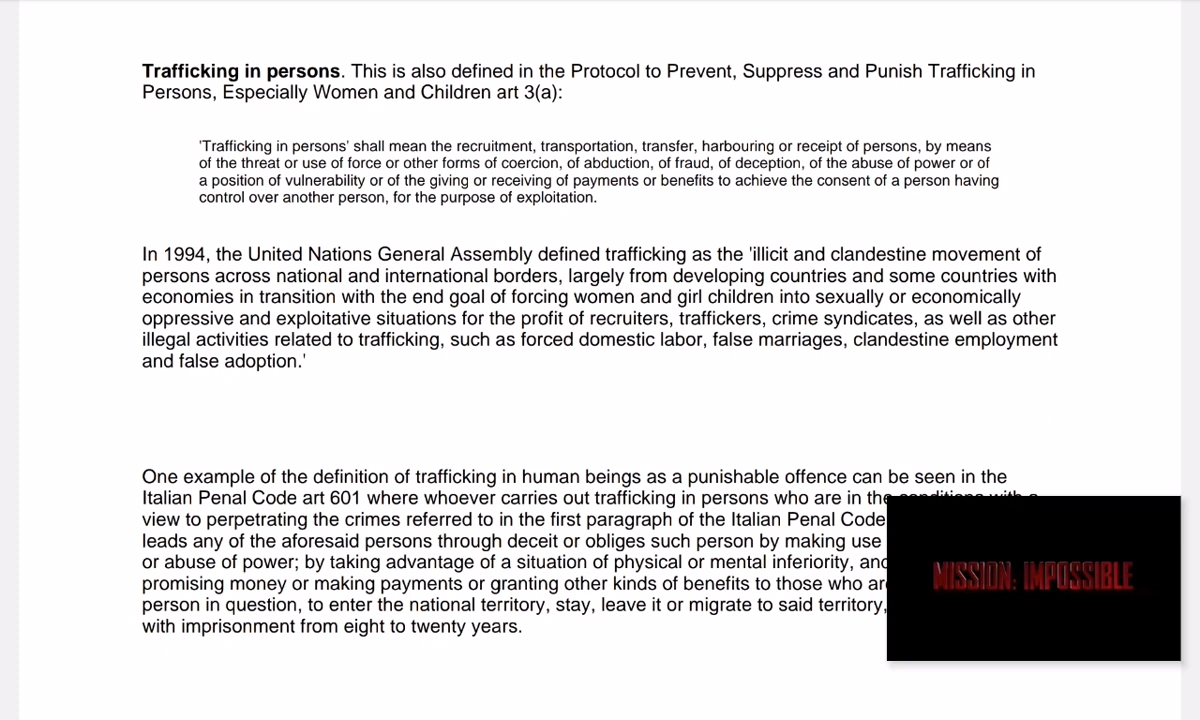 Trafficking in persons. This is also defined in the Protocol to Prevent, Suppress and Punish Trafficking in
Persons, Especially Women and Children art 3(a):
'Trafficking in persons' shall mean the recruitment, transportation, transfer, harbouring or receipt of persons, by means
of the threat or use of force or other forms of coercion, of abduction, of fraud, of deception, of the abuse of power or of
a position of vulnerability or of the giving or receiving of payments or benefits to achieve the consent of a person having
control over another person, for the purpose of exploitation.
In 1994, the United Nations General Assembly defined trafficking as the 'illicit and clandestine movement of
persons across national and international borders, largely from developing countries and some countries with
economies in transition with the end goal of forcing women and girl children into sexually or economically
oppressive and exploitative situations for the profit of recruiters, traffickers, crime syndicates, as well as other
illegal activities related to trafficking, such as forced domestic labor, false marriages, clandestine employment
and false adoption.'
One example of the definition of trafficking in human beings as a punishable offence can be seen in the
Italian Penal Code art 601 where whoever carries out trafficking in persons who are in the
view to perpetrating the crimes referred to in the first paragraph of the Italian Penal Code
leads any of the aforesaid persons through deceit or obliges such person by making use
or abuse of power; by taking advantage of a situation of physical or mental inferiority,
promising money or making payments or granting other kinds of benefits to those who
person in question, to enter the national territory, stay, leave it or migrate to said territory,
with imprisonment from eight to twenty years.
MISSION: IMPOSSIBLE